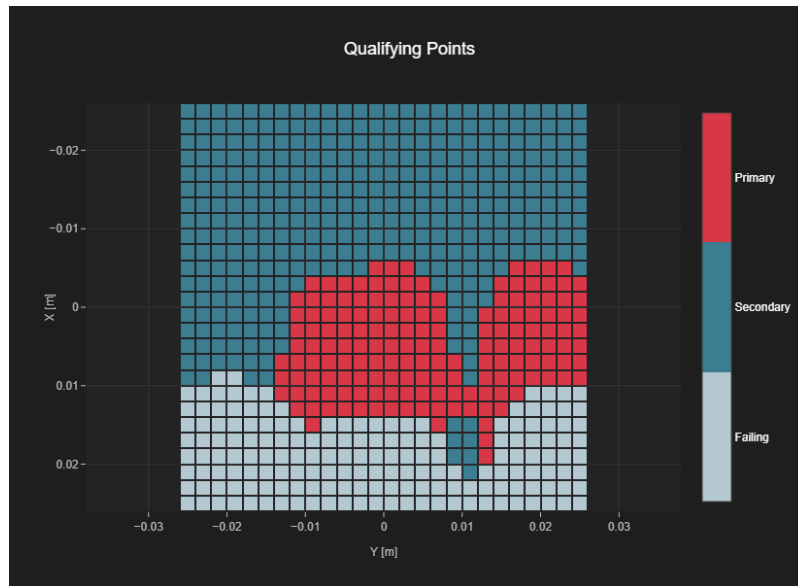 Qualifying Points
Primary
Secondary
Failing
−0.02
−0.01
0
0.01
0.02
X [m]
−0.03
−0.02
−0.01
0
0.01
0.02
0.03
Y [m]